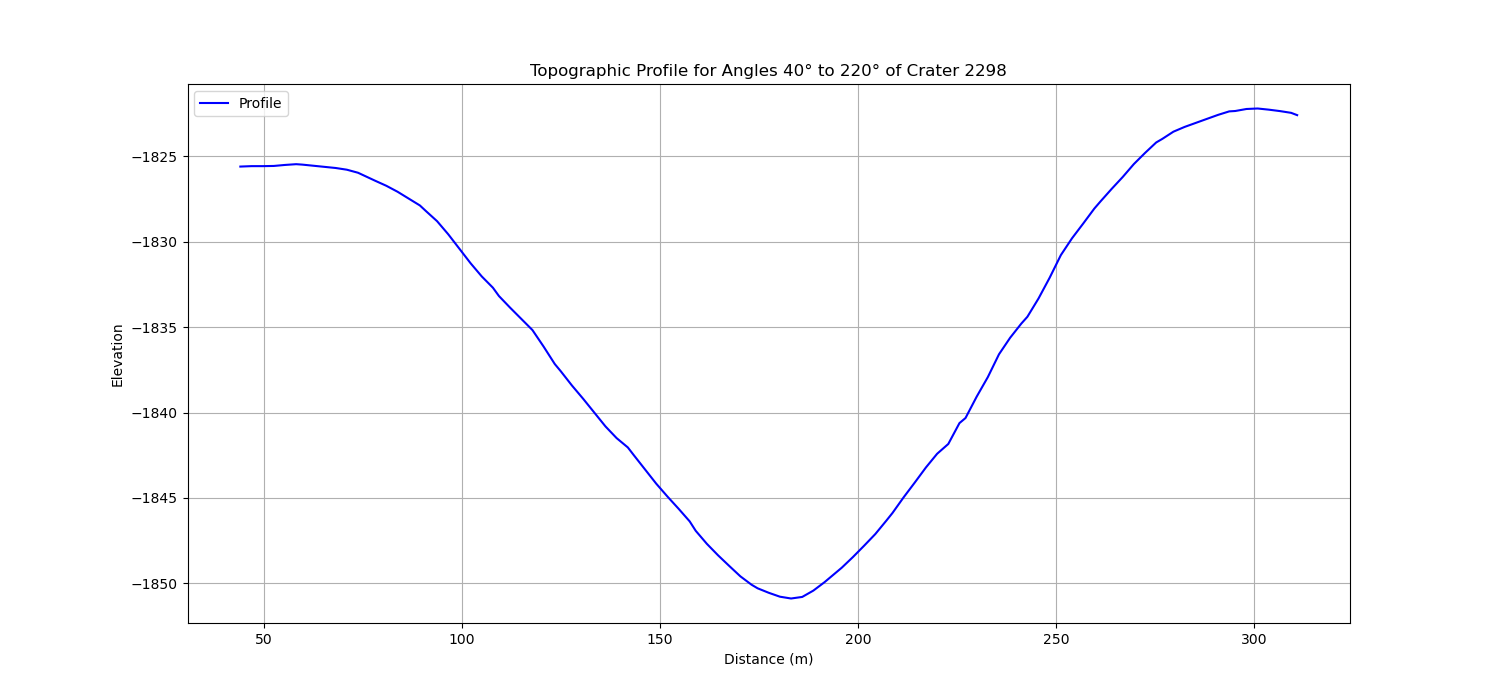 Topographic Profile for Angles 40° to 220° of Crater 2298
Profile
−1825
−1830
−1835
−1840
−1845
−1850
Elevation
50 100 150 200 250 300
Distance (m)